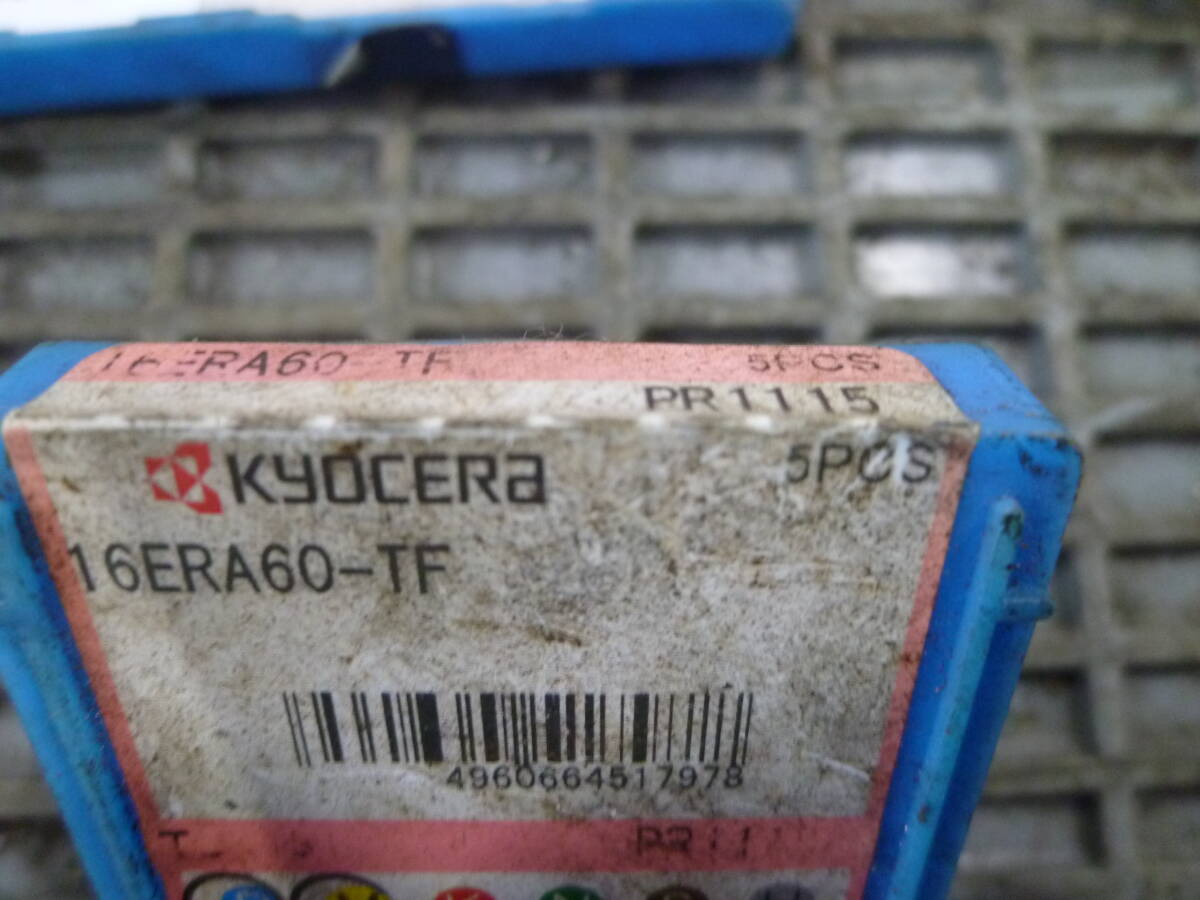 16ERA60-TF 5PCS
PR1115
KYOCERA 5PCS
16ERA60-TF
4960664517978